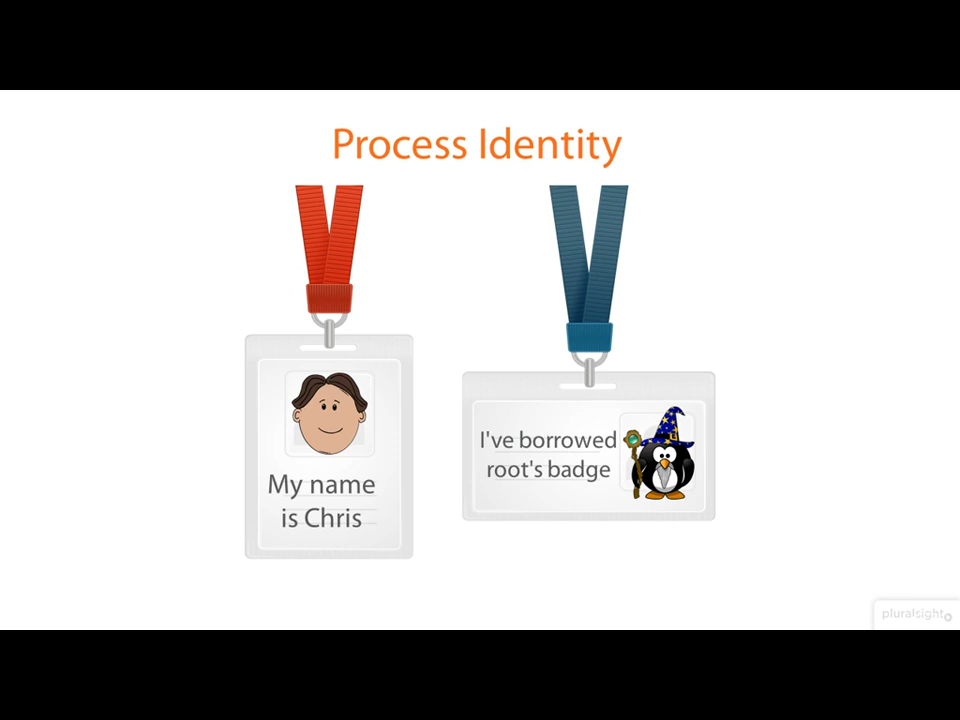 Process Identity
My name
is Chris
I've borrowed
root's badge
pluralsight